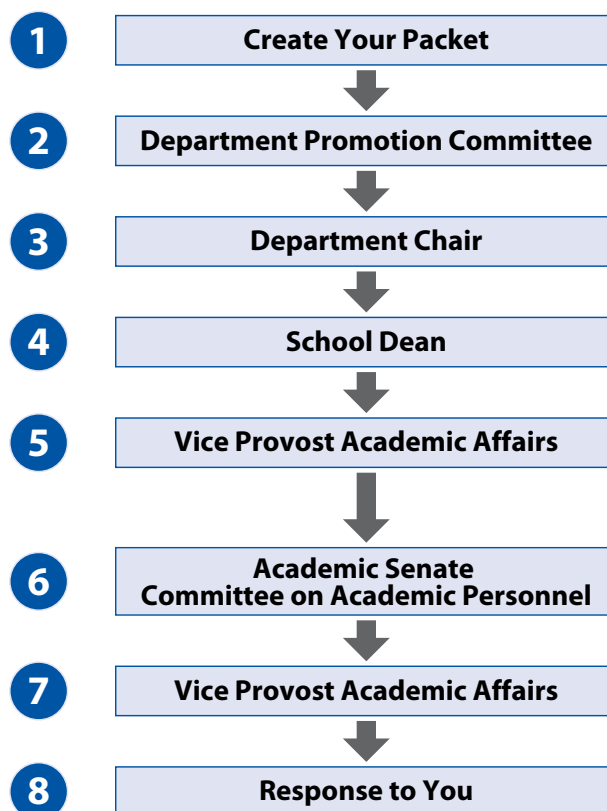 1 Create Your Packet
2 Department Promotion Committee
3 Department Chair
4 School Dean
5 Vice Provost Academic Affairs
6 Academic Senate
Committee on Academic Personnel
7 Vice Provost Academic Affairs
8 Response to You